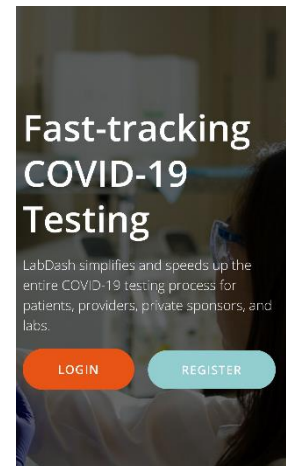 Fast-tracking
COVID-19
Testing
LabDash simplifies and speeds up the
entire COVID-19 testing process for
patients, providers, private sponsors, and
labs.
LOGIN
REGISTER